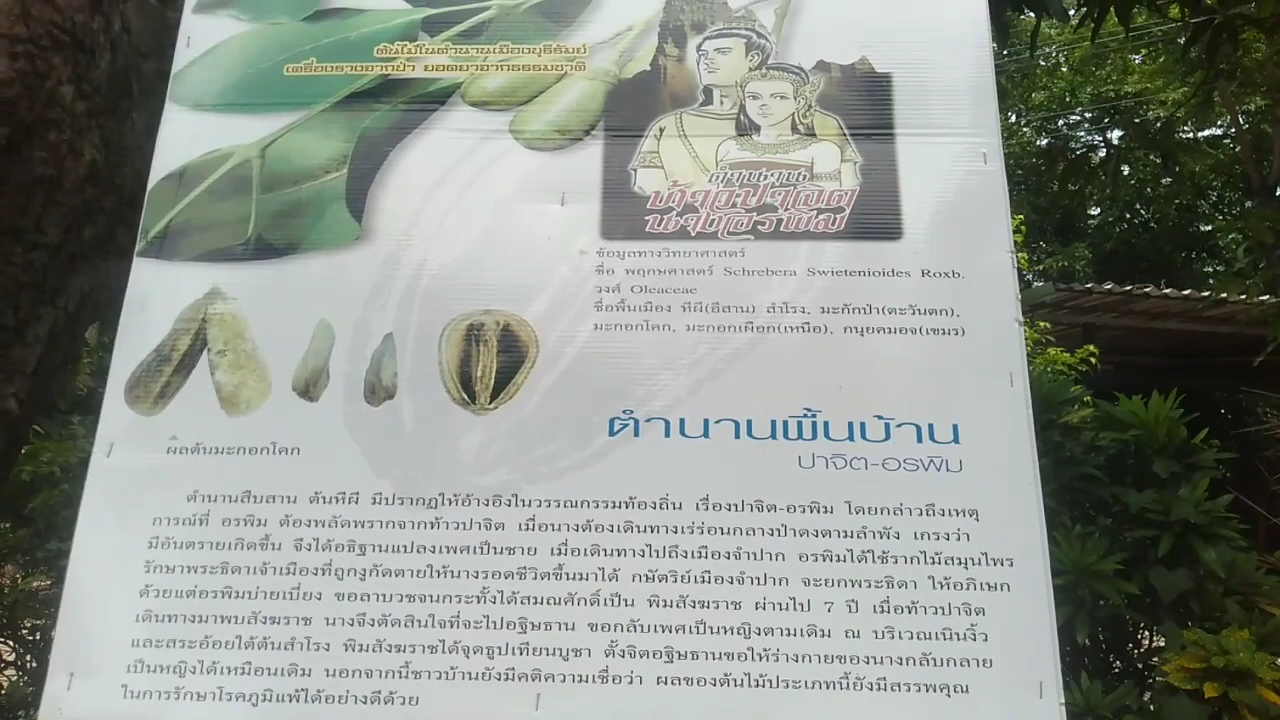 ต้นไม้ในตำนานเมืองบุรีรัมย์
เครื่องรางจากป่า ยอดยาจากธรรมชาติ
ตำนาน
ท้าวปาจิต
นางอรพิม
ข้อมูลทางวิทยาศาสตร์
ชื่อ พฤกษศาสตร์ Schrebera Swietenioides Roxb.
วงศ์ Oleaceae
ชื่อพื้นเมือง หีผี(อีสาน) สำโรง, มะกักป่า(ตะวันตก),
มะกอกโคก, มะกอกเผือก(เหนือ), กนุยคมอจ(เขมร)
ผลต้นมะกอกโคก
ตำนานพื้นบ้าน
ปาจิต-อรพิม
ตำนานสืบสาน ต้นหีผี มีปรากฏให้อ้างอิงในวรรณกรรมท้องถิ่น เรื่องปาจิต-อรพิม โดยกล่าวถึงเหตุ
การณ์ที่ อรพิม ต้องพลัดพรากจากท้าวปาจิต เมื่อนางต้องเดินทางเร่ร่อนกลางป่าดงตามลำพัง เกรงว่า
มีอันตรายเกิดขึ้น จึงได้อธิฐานแปลงเพศเป็นชาย เมื่อเดินทางไปถึงเมืองจำปาก อรพิมได้ใช้รากไม้สมุนไพร
รักษาพระธิดาเจ้าเมืองที่ถูกงูกัดตายให้นางรอดชีวิตขึ้นมาได้ กษัตริย์เมืองจำปาก จะยกพระธิดา ให้อภิเษก
ด้วยแต่อรพิมบ่ายเบี่ยง ขอลาบวชจนกระทั่งได้สมณศักดิ์เป็น พิมสังฆราช ผ่านไป 7 ปี เมื่อท้าวปาจิต
เดินทางมาพบสังฆราช นางจึงตัดสินใจที่จะไปอฐิษธาน ขอกลับเพศเป็นหญิงตามเดิม ณ บริเวณเนินงิ้ว
และสระอ้อยใต้ต้นสำโรง พิมสังฆราชได้จุดธูปเทียนบูชา ตั้งจิตอฐิษธานขอให้ร่างกายของนางกลับกลาย
เป็นหญิงได้เหมือนเดิม นอกจากนี้ชาวบ้านยังมีคติความเชื่อว่า ผลของต้นไม้ประเภทนี้ยังมีสรรพคุณ
ในการรักษาโรคภูมิแพ้ได้อย่างดีด้วย